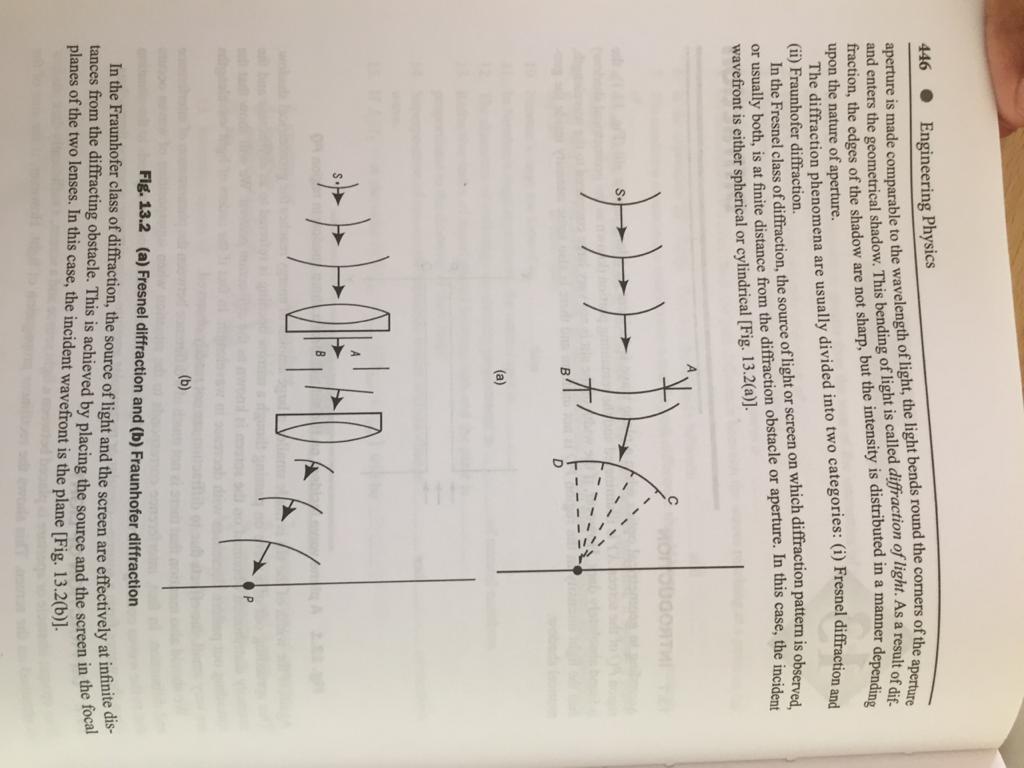 446 ● Engineering Physics
aperture is made comparable to the wavelength of light, the light bends round the corners of the aperture
and enters the geometrical shadow. This bending of light is called diffraction of light. As a result of dif-
fraction, the edges of the shadow are not sharp, but the intensity is distributed in a manner depending
upon the nature of aperture.
The diffraction phenomena are usually divided into two categories: (i) Fresnel diffraction and
(ii) Fraunhofer diffraction.
In the Fresnel class of diffraction, the source of light or screen on which diffraction pattern is observed,
or usually both, is at finite distance from the diffraction obstacle or aperture. In this case, the incident
wavefront is either spherical or cylindrical [Fig. 13.2(a)].
A
C
S
B
D
(a)
A
S
B
P
(b)
Fig. 13.2 (a) Fresnel diffraction and (b) Fraunhofer diffraction
In the Fraunhofer class of diffraction, the source of light and the screen are effectively at infinite dis-
tances from the diffracting obstacle. This is achieved by placing the source and the screen in the focal
planes of the two lenses. In this case, the incident wavefront is the plane [Fig. 13.2(b)].